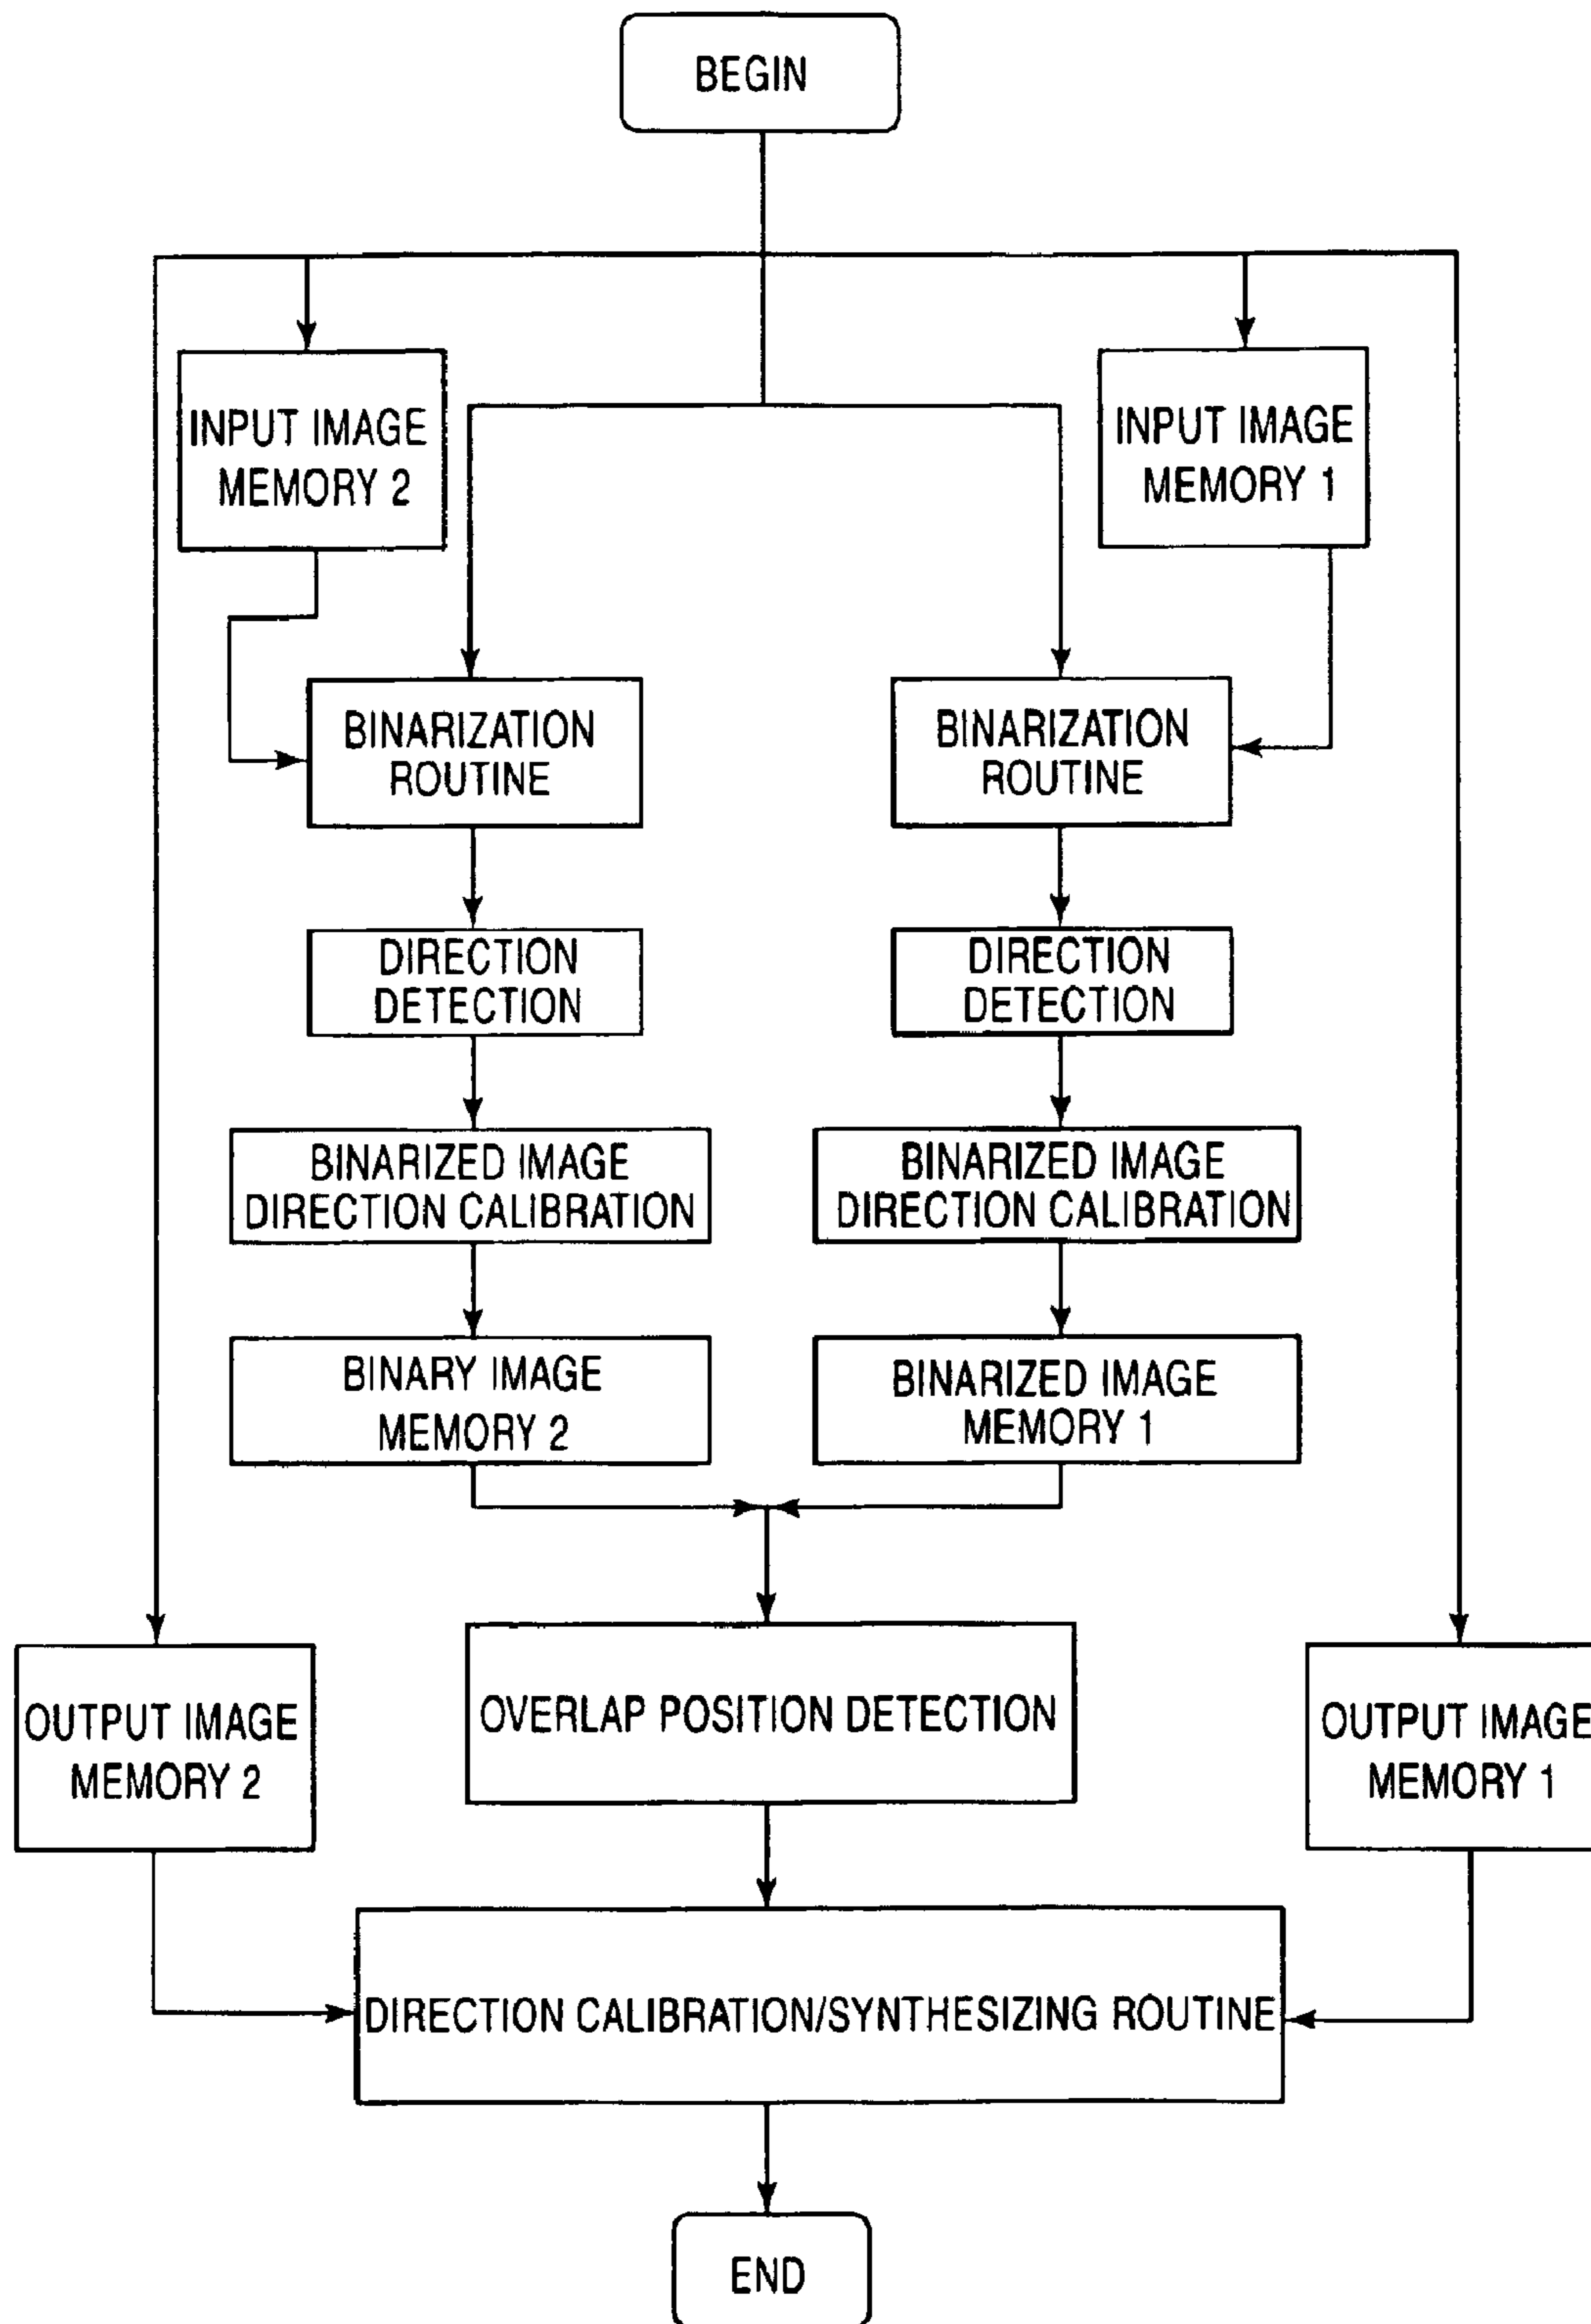 BEGIN
INPUT IMAGE
MEMORY 2
INPUT IMAGE
MEMORY 1
BINARIZATION
ROUTINE
BINARIZATION
ROUTINE
DIRECTION
DETECTION
DIRECTION
DETECTION
BINARIZED IMAGE
DIRECTION CALIBRATION
BINARIZED IMAGE
DIRECTION CALIBRATION
BINARY IMAGE
MEMORY 2
BINARIZED IMAGE
MEMORY 1
OUTPUT IMAGE
MEMORY 2
OVERLAP POSITION DETECTION
OUTPUT IMAGE
MEMORY 1
DIRECTION CALIBRATION/SYNTHESIZING ROUTINE
END